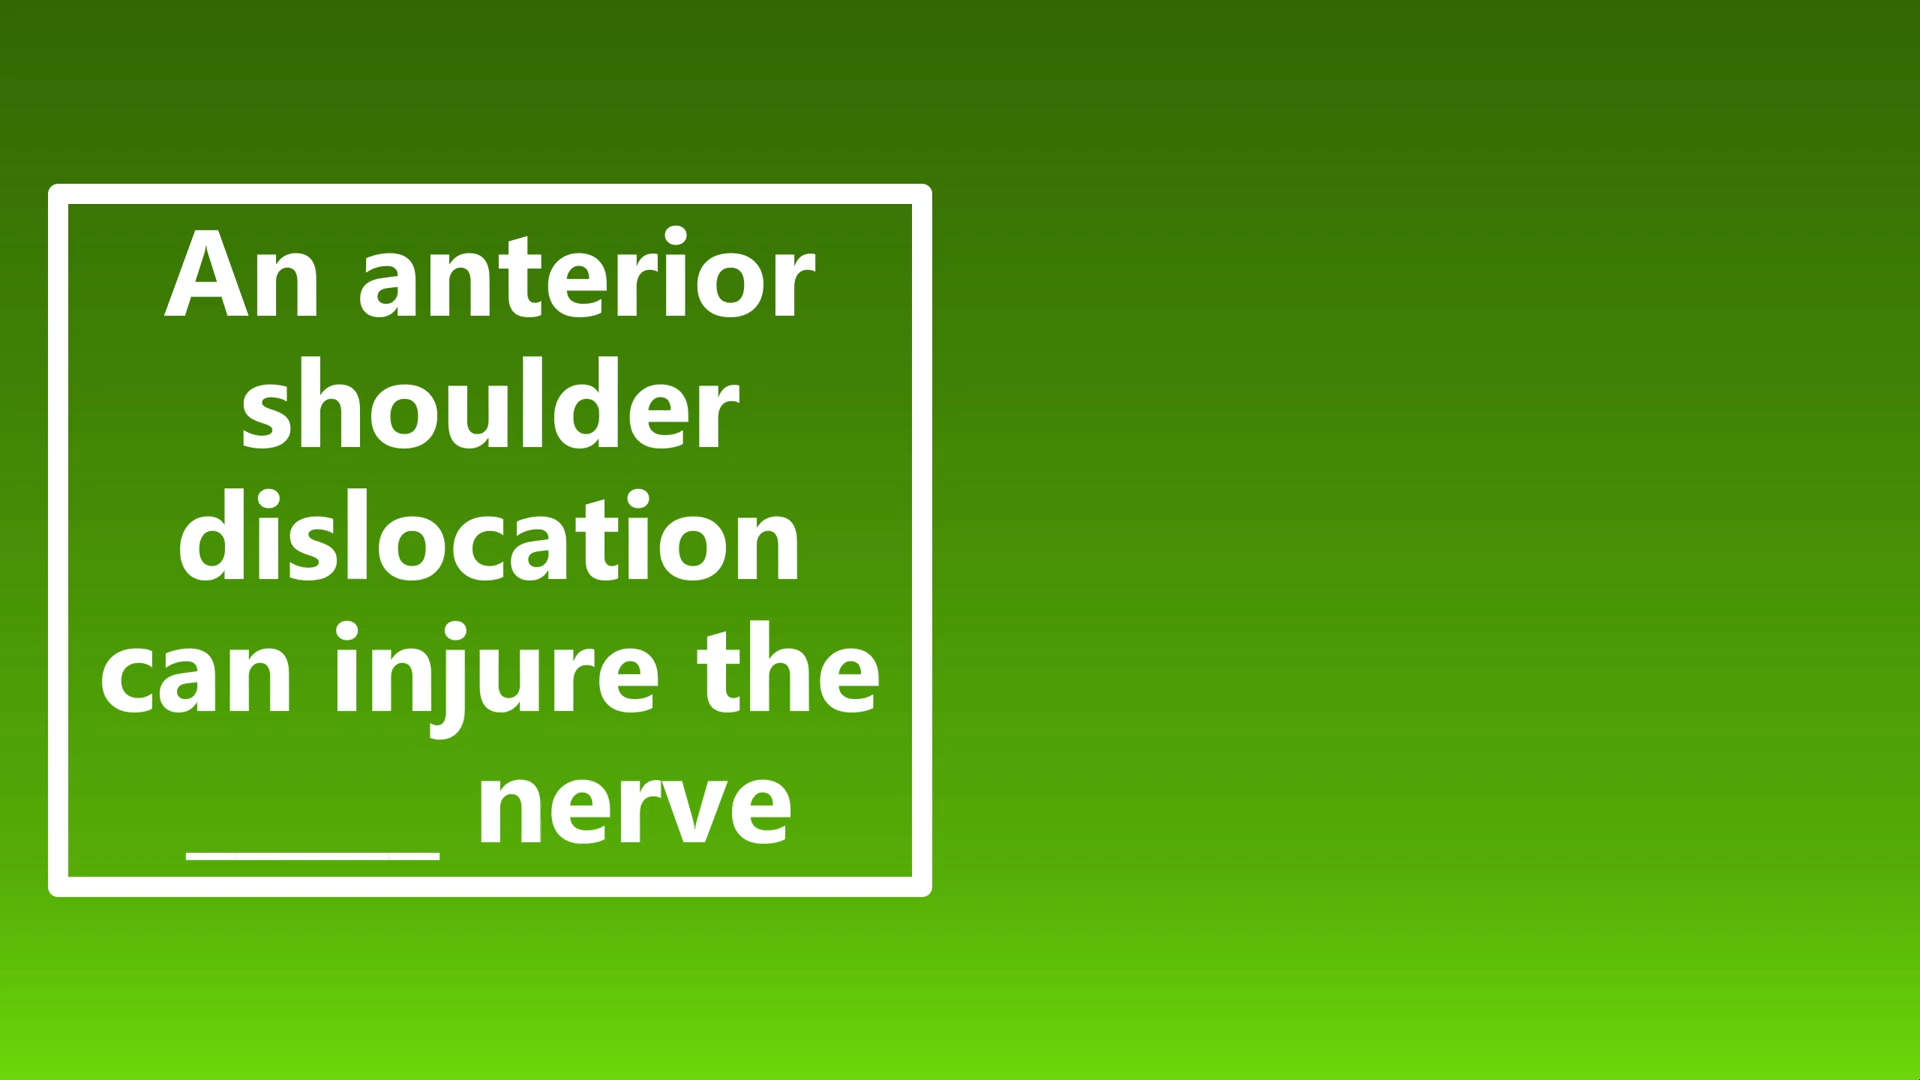 An anterior
shoulder
dislocation
can injure the
_____ nerve